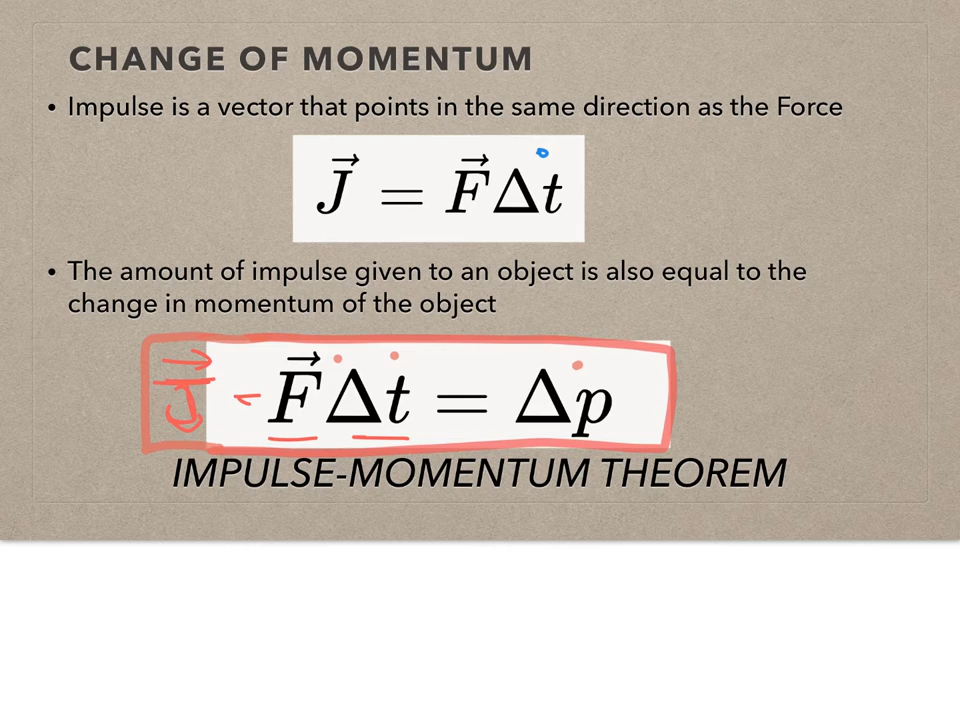 CHANGE OF MOMENTUM
• Impulse is a vector that points in the same direction as the Force
J⃗ = F⃗Δt
• The amount of impulse given to an object is also equal to the
change in momentum of the object
J⃗ - F⃗Δt = Δp
IMPULSE-MOMENTUM THEOREM